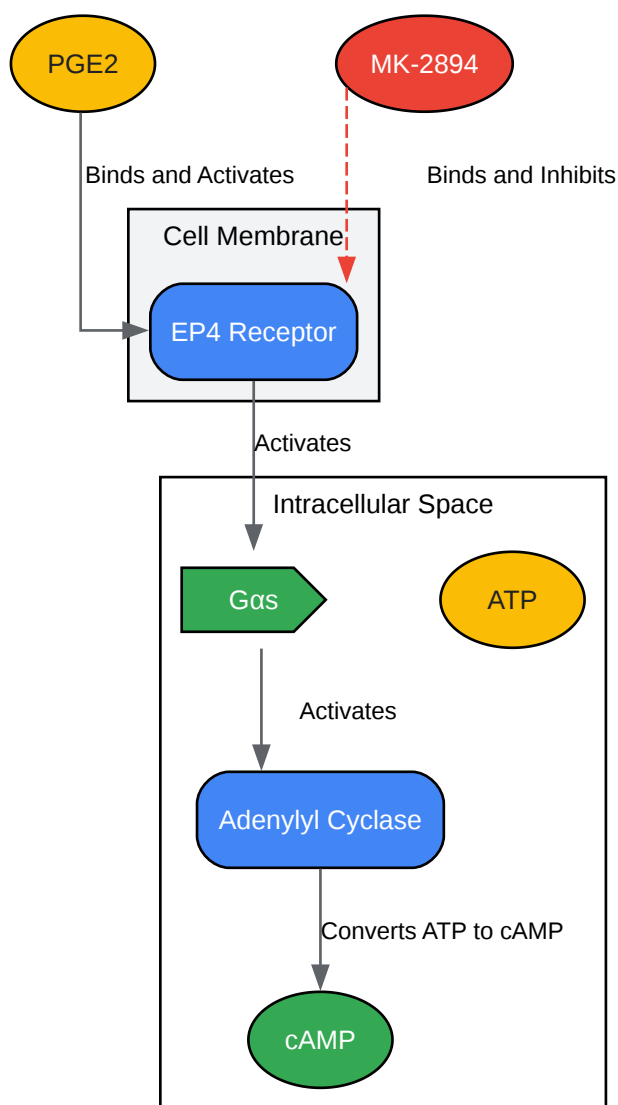 PGE2
MK-2894
Binds and Activates
Binds and Inhibits
Cell Membrane
EP4 Receptor
Activates
Intracellular Space
Gαs
ATP
Activates
Adenylyl Cyclase
Converts ATP to cAMP
cAMP